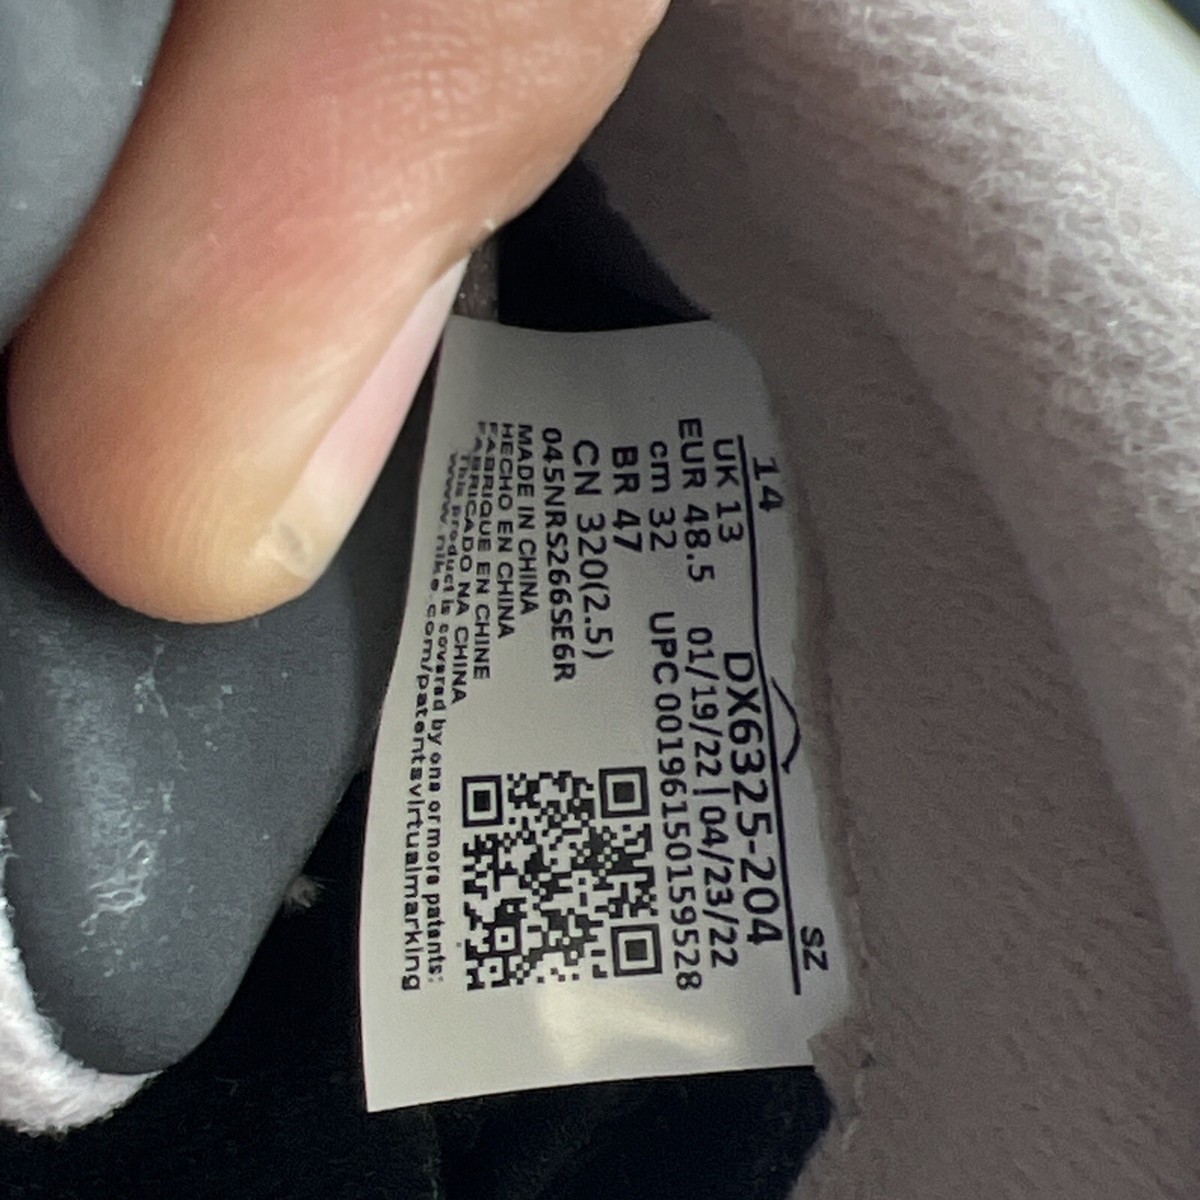 14
SZ
UK 13
DX6325-204
EUR 48.5
01/19/22|04/23/22
cm 32
UPC 00196150159528
BR 47
CN 320(2.5)
045NRS266SE6R
MADE IN CHINA
HECHO EN CHINA
FABRIQUE EN CHINE
FABRICADO NA CHINA
This product is covered by one or more patents:
www.nike.com/patentsvirtualmarking